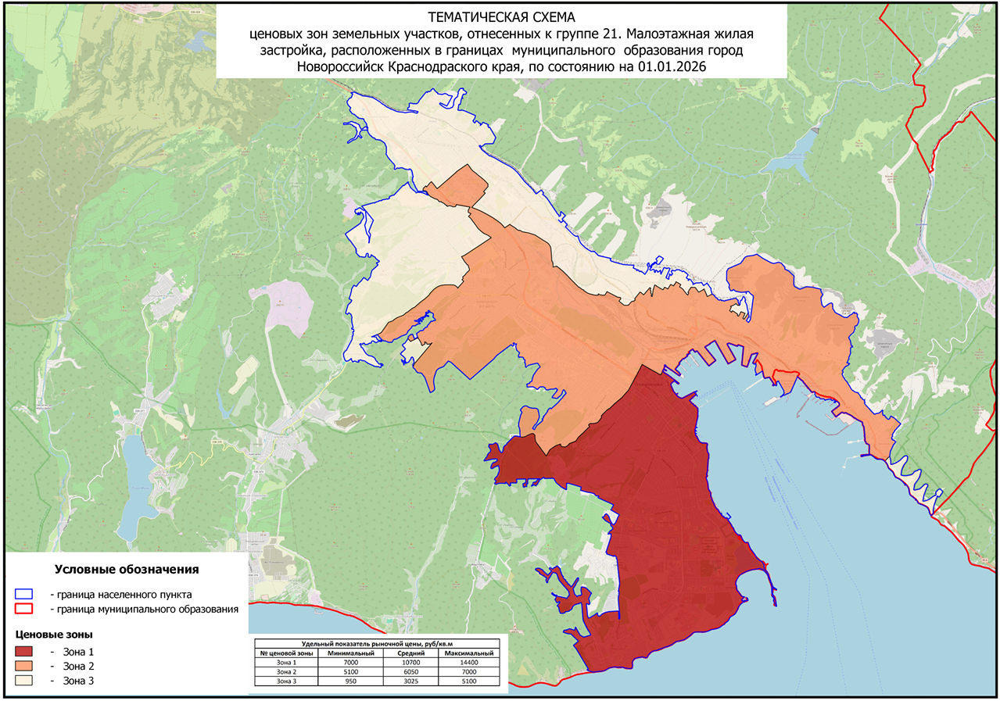 ТЕМАТИЧЕСКАЯ СХЕМА
ценовых зон земельных участков, отнесенных к группе 21. Малоэтажная жилая
застройка, расположенных в границах муниципального образования город
Новороссийск Краснодраского края, по состоянию на 01.01.2026
Условные обозначения
- граница населенного пункта
- граница муниципального образования
Ценовые зоны
- Зона 1
- Зона 2
- Зона 3
Удельный показатель рыночной цены, руб/кв.м
№ ценовой зоны Минимальный Средний Максимальный
Зона 1 7000 10700 14400
Зона 2 5100 6050 7000
Зона 3 950 3025 5100